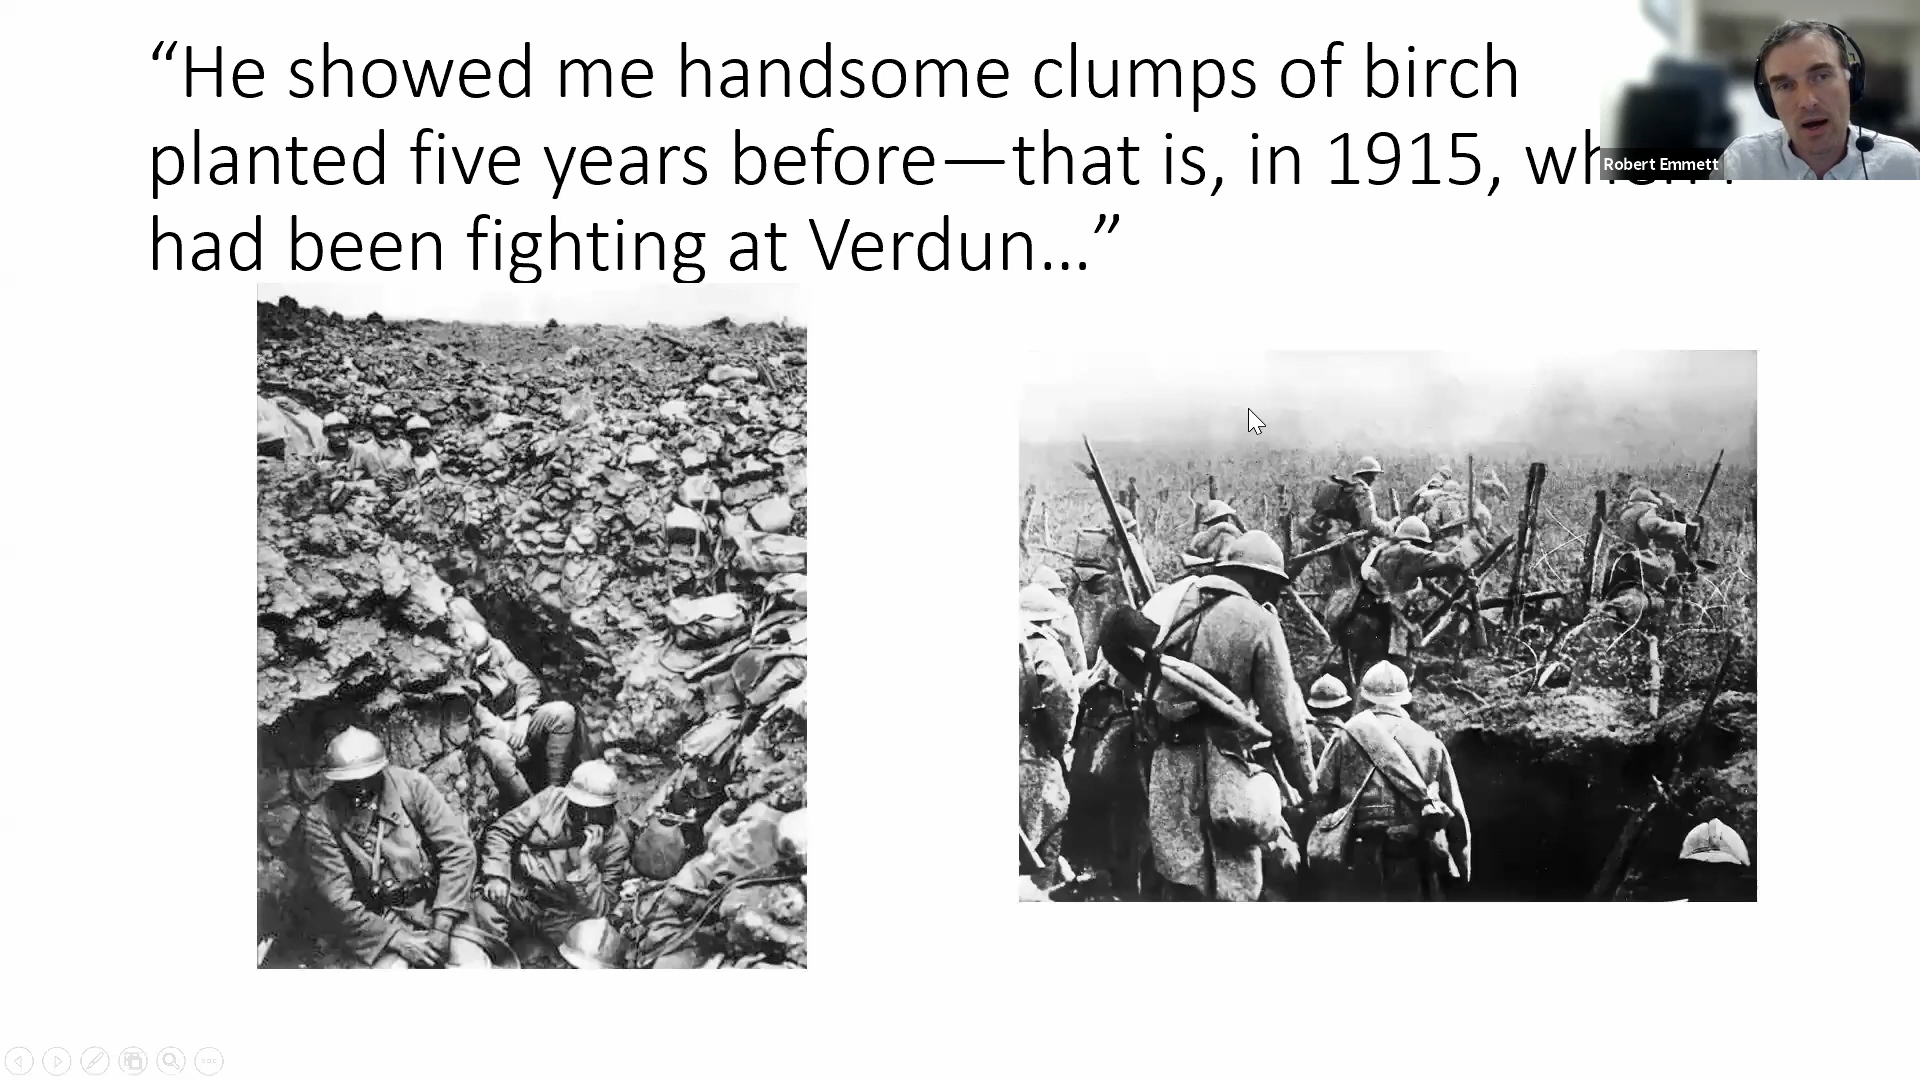 “He showed me handsome clumps of birch
planted five years before—that is, in 1915,
had been fighting at Verdun…”
Robert Emmett